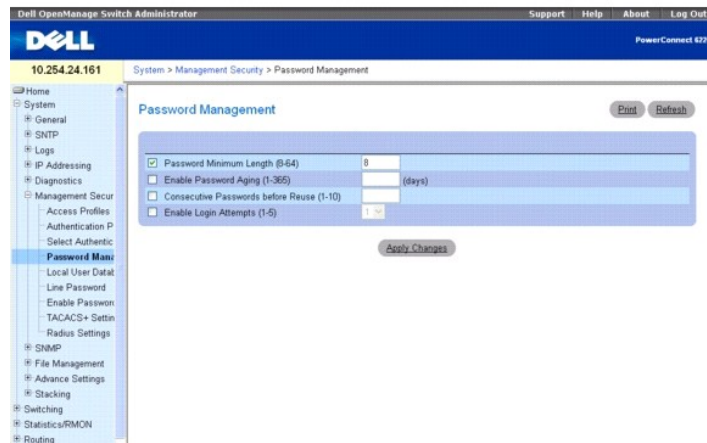 Dell OpenManage Switch Administrator Support Help About Log Out
DELL
PowerConnect 622
10.254.24.161 System > Management Security > Password Management
Home
System
General
SNTP
Logs
IP Addressing
Diagnostics
Management Secur
Access Profiles
Authentication P
Select Authentic
Password Mana
Local User Datab
Line Password
Enable Passwor
TACACS+ Settin
Radius Settings
SNMP
File Management
Advance Settings
Stacking
Switching
Statistics/RMON
Routing
Password Management Print Refresh
Password Minimum Length (8-64) 8
Enable Password Aging (1-365) (days)
Consecutive Passwords before Reuse (1-10)
Enable Login Attempts (1-5) 1
Apply Changes